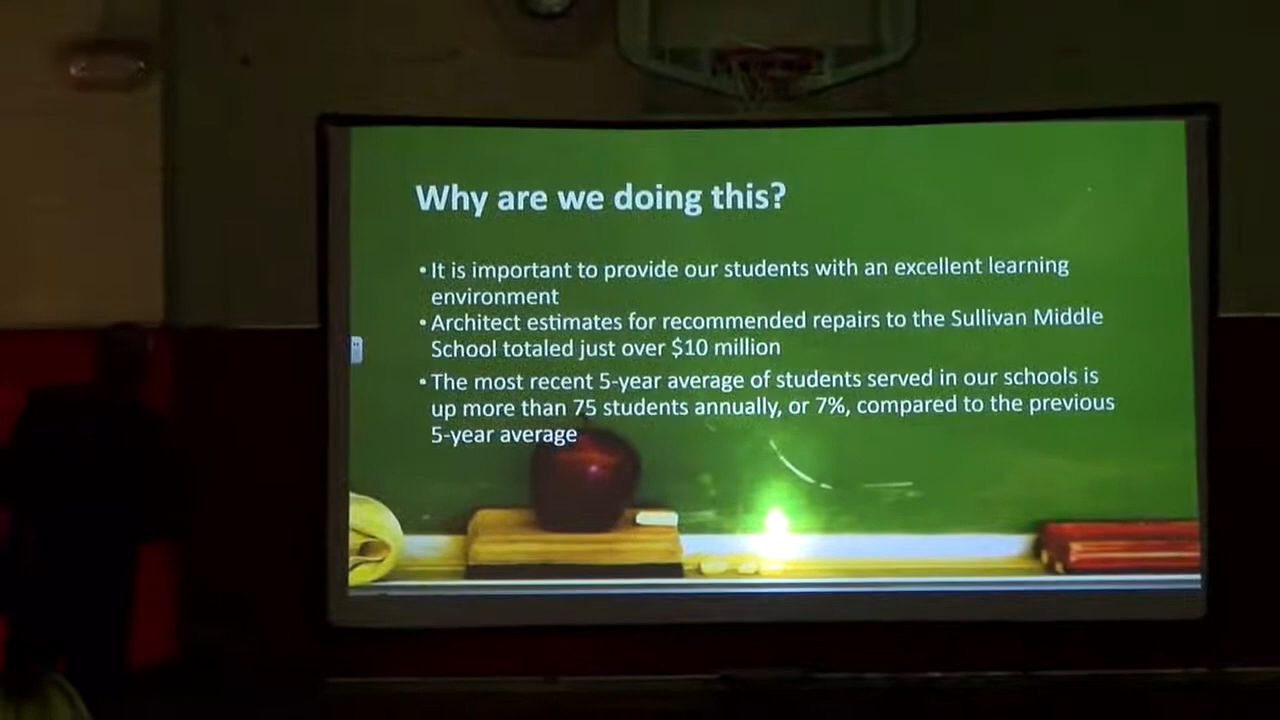 Why are we doing this?
• It is important to provide our students with an excellent learning
environment
• Architect estimates for recommended repairs to the Sullivan Middle
School totaled just over $10 million
• The most recent 5-year average of students served in our schools is
up more than 75 students annually, or 7%, compared to the previous
5-year average